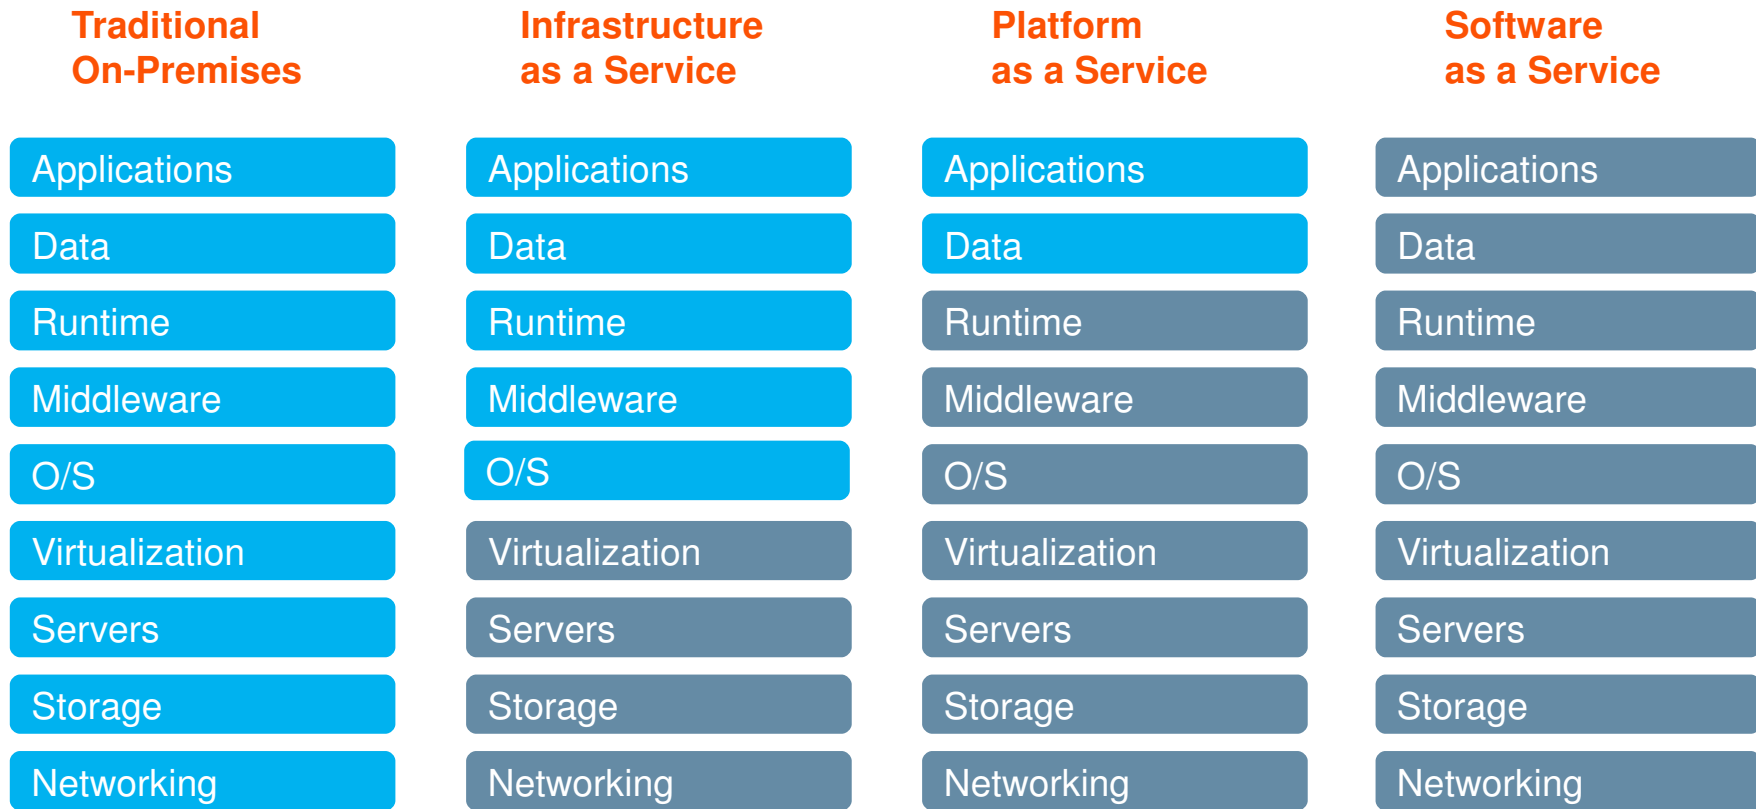 Traditional
On-Premises
Infrastructure
as a Service
Platform
as a Service
Software
as a Service
Applications
Data
Runtime
Middleware
O/S
Virtualization
Servers
Storage
Networking
Applications
Data
Runtime
Middleware
O/S
Virtualization
Servers
Storage
Networking
Applications
Data
Runtime
Middleware
O/S
Virtualization
Servers
Storage
Networking
Applications
Data
Runtime
Middleware
O/S
Virtualization
Servers
Storage
Networking